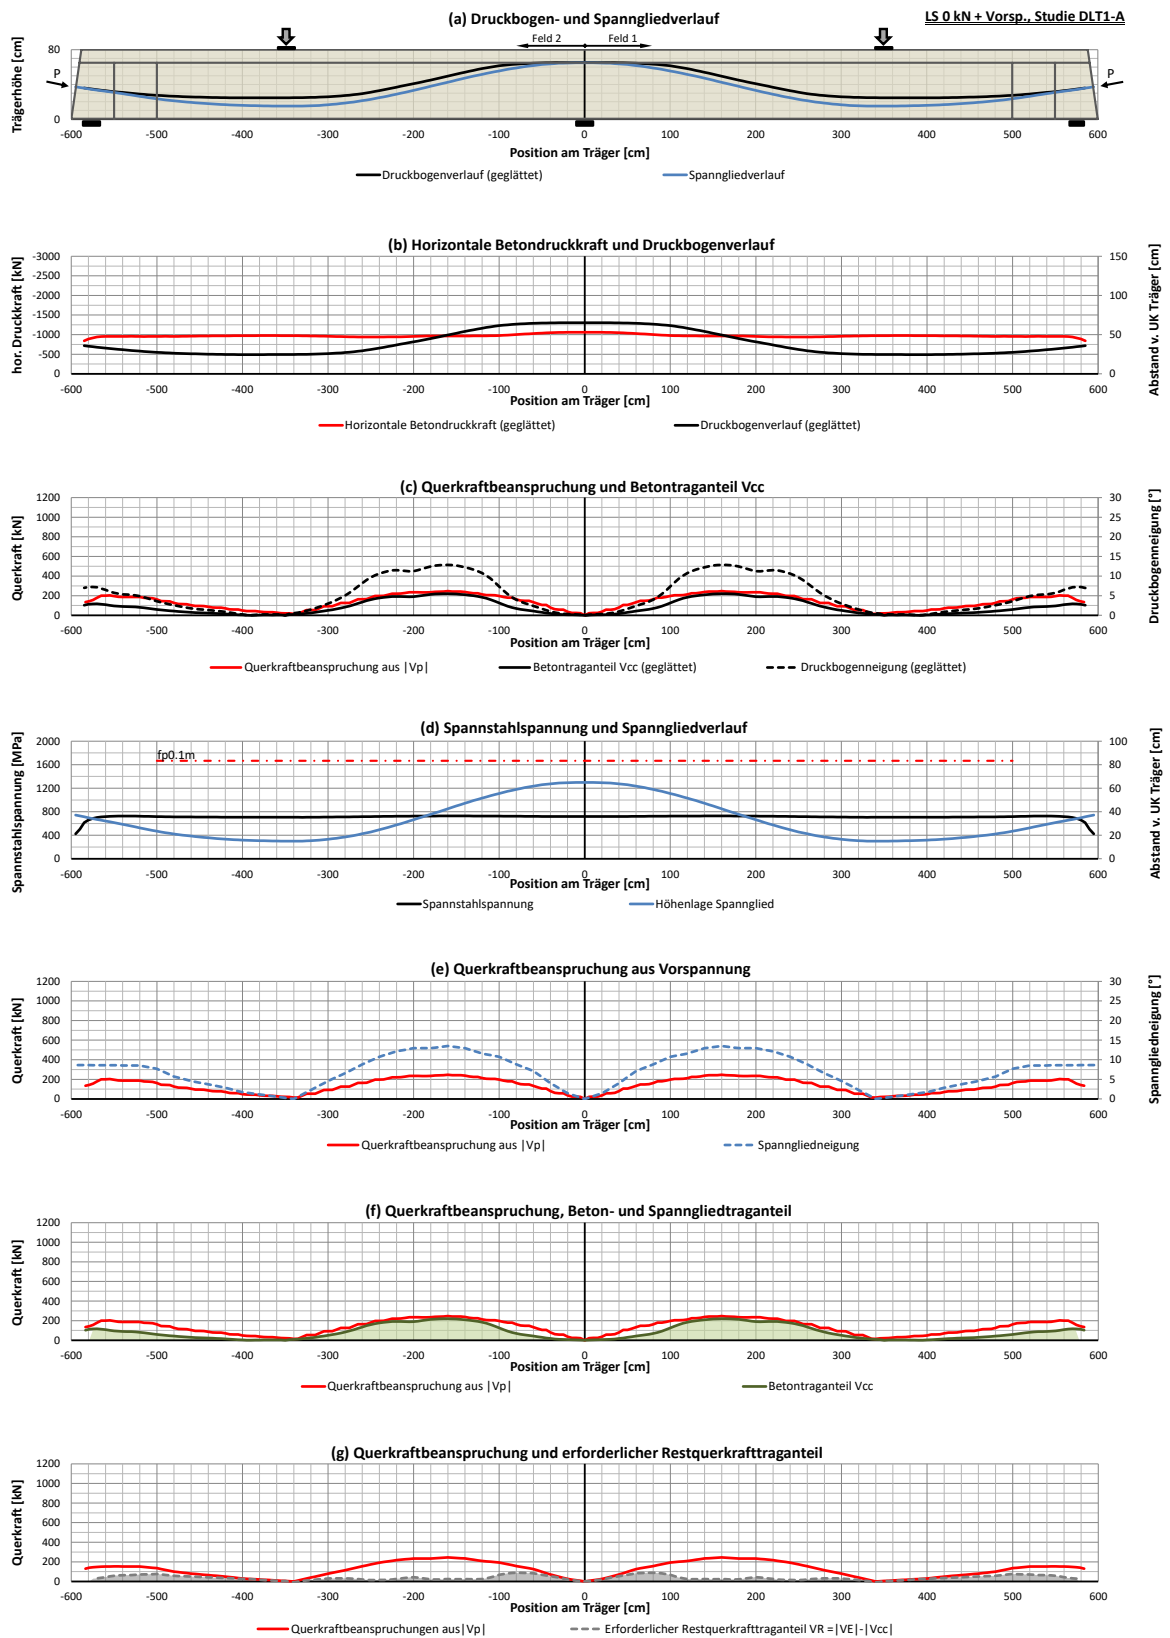 (a) Druckbogen- und Spanngliedverlauf
LS 0 kN + Vorsp., Studie DLT1-A
Feld 2
Feld 1
Trägerhöhe [cm]
80
0
P
P
-600 -500 -400 -300 -200 -100 0 100 200 300 400 500 600
Position am Träger [cm]
Druckbogenverlauf (geglättet)
Spanngliedverlauf
(b) Horizontale Betondruckkraft und Druckbogenverlauf
hor. Druckkraft [kN]
-3000
-2500
-2000
-1500
-1000
-500
0
150
100
50
0
Abstand v. UK Träger [cm]
-600 -500 -400 -300 -200 -100 0 100 200 300 400 500 600
Position am Träger [cm]
Horizontale Betondruckkraft (geglättet)
Druckbogenverlauf (geglättet)
(c) Querkraftbeanspruchung und Betontraganteil Vcc
Querkraft [kN]
1200
1000
800
600
400
200
0
30
25
20
15
10
5
0
Druckbogenneigung [°]
-600 -500 -400 -300 -200 -100 0 100 200 300 400 500 600
Position am Träger [cm]
Querkraftbeanspruchung aus |Vp|
Betontraganteil Vcc (geglättet)
Druckbogenneigung (geglättet)
(d) Spannstahlspannung und Spanngliedverlauf
Spannstahlspannung [MPa]
2000
1600
1200
800
400
0
fp0.1m
100
80
60
40
20
0
Abstand v. UK Träger [cm]
-600 -500 -400 -300 -200 -100 0 100 200 300 400 500 600
Position am Träger [cm]
Spannstahlspannung
Höhenlage Spannglied
(e) Querkraftbeanspruchung aus Vorspannung
Querkraft [kN]
1200
1000
800
600
400
200
0
30
25
20
15
10
5
0
Spanngliedneigung [°]
-600 -500 -400 -300 -200 -100 0 100 200 300 400 500 600
Position am Träger [cm]
Querkraftbeanspruchung aus |Vp|
Spanngliedneigung
(f) Querkraftbeanspruchung, Beton- und Spanngliedtraganteil
Querkraft [kN]
1200
1000
800
600
400
200
0
-600 -500 -400 -300 -200 -100 0 100 200 300 400 500 600
Position am Träger [cm]
Querkraftbeanspruchung aus |Vp|
Betontraganteil Vcc
(g) Querkraftbeanspruchung und erforderlicher Restquerkrafttraganteil
Querkraft [kN]
1200
1000
800
600
400
200
0
-600 -500 -400 -300 -200 -100 0 100 200 300 400 500 600
Position am Träger [cm]
Querkraftbeanspruchungen aus|Vp|
Erforderlicher Restquerkrafttraganteil VR =|VE|-|Vcc|